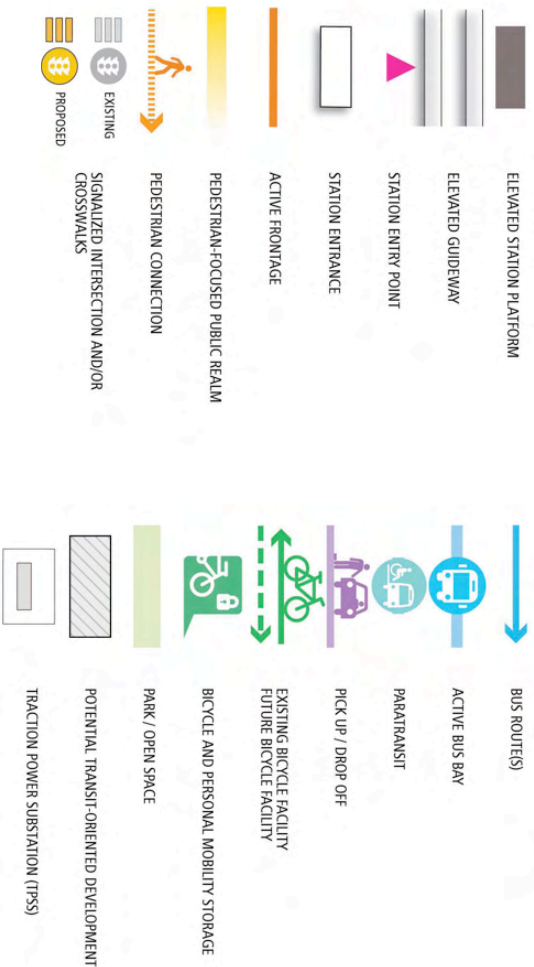 ELEVATED STATION PLATFORM
ELEVATED GUIDEWAY
STATION ENTRY POINT
STATION ENTRANCE
ACTIVE FRONTAGE
PEDESTRIAN-FOCUSED PUBLIC REALM
PEDESTRIAN CONNECTION
EXISTING
PROPOSED
SIGNALIZED INTERSECTION AND/OR
CROSSWALKS
BUS ROUTE(S)
ACTIVE BUS BAY
PARATRANSIT
PICK UP / DROP OFF
EXISTING BICYCLE FACILITY
FUTURE BICYCLE FACILITY
BICYCLE AND PERSONAL MOBILITY STORAGE
PARK / OPEN SPACE
POTENTIAL TRANSIT-ORIENTED DEVELOPMENT
TRACTION POWER SUBSTATION (TPSS)